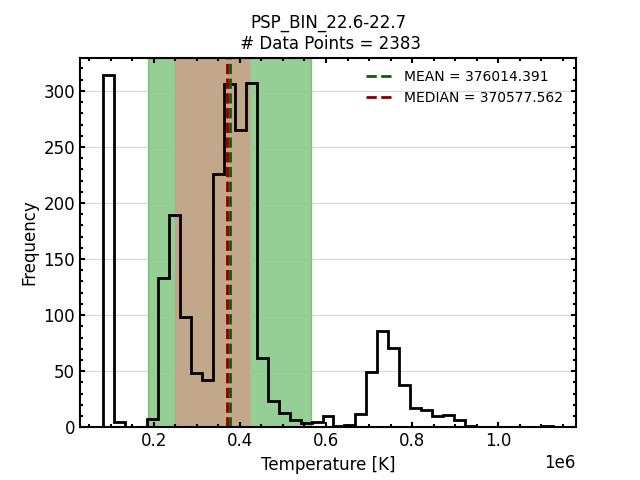 PSP_BIN_22.6-22.7
# Data Points = 2383
MEAN = 376014.391
MEDIAN = 370577.562
Frequency
300
250
200
150
100
50
0
0.2 0.4 0.6 0.8 1.0
1e6
Temperature [K]